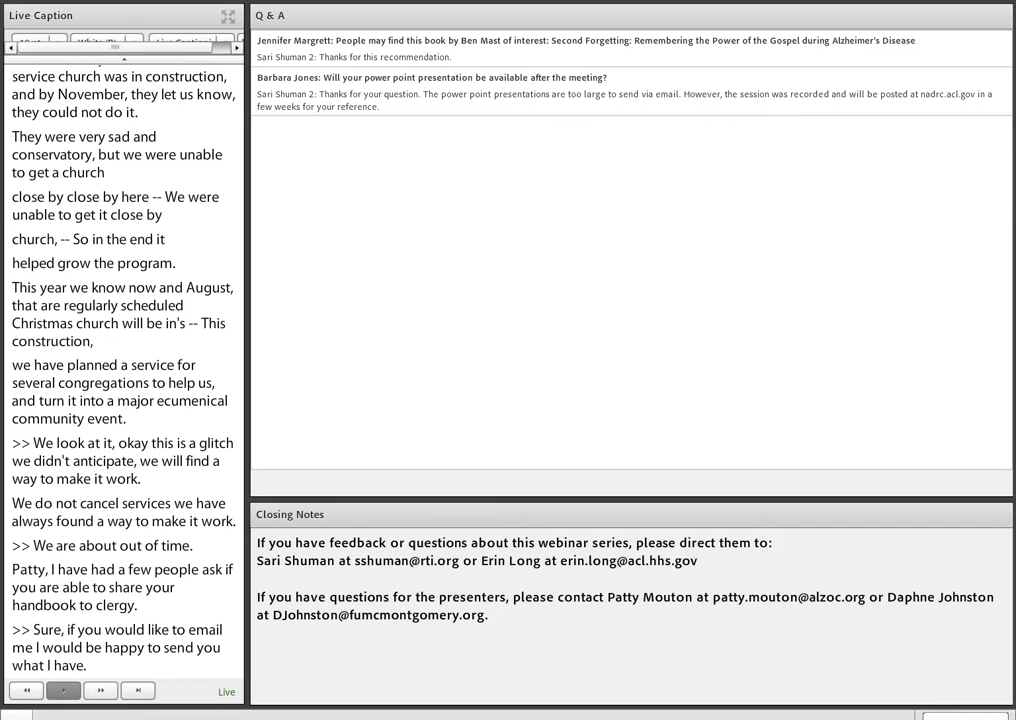 Live Caption
service church was in construction,
and by November, they let us know,
they could not do it.
They were very sad and
conservatory, but we were unable
to get a church
close by close by here -- We were
unable to get it close by
church, -- So in the end it
helped grow the program.
This year we know now and August,
that are regularly scheduled
Christmas church will be in's -- This
construction,
we have planned a service for
several congregations to help us,
and turn it into a major ecumenical
community event.
>> We look at it, okay this is a glitch
we didn't anticipate, we will find a
way to make it work.
We do not cancel services we have
always found a way to make it work.
>> We are about out of time.
Patty, I have had a few people ask if
you are able to share your
handbook to clergy.
>> Sure, if you would like to email
me I would be happy to send you
what I have.
Live
Q & A
Jennifer Margrett: People may find this book by Ben Mast of interest: Second Forgetting: Remembering the Power of the Gospel during Alzheimer's Disease
Sari Shuman 2: Thanks for this recommendation.
Barbara Jones: Will your power point presentation be available after the meeting?
Sari Shuman 2: Thanks for your question. The power point presentations are too large to send via email. However, the session was recorded and will be posted at nadrc.acl.gov in a
few weeks for your reference.
Closing Notes
If you have feedback or questions about this webinar series, please direct them to:
Sari Shuman at sshuman@rti.org or Erin Long at erin.long@acl.hhs.gov
If you have questions for the presenters, please contact Patty Mouton at patty.mouton@alzoc.org or Daphne Johnston
at DJohnston@fumcmontgomery.org.